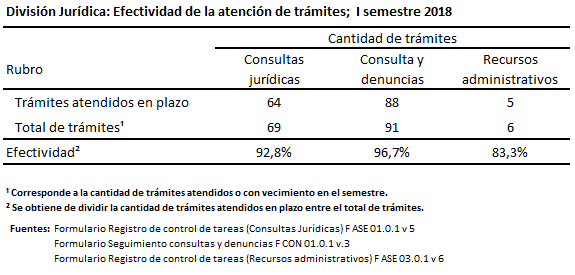 División Jurídica: Efectividad de la atención de trámites;  I semestre 2018
Cantidad de trámites
Rubro
Consultas jurídicas
Consulta y denuncias
Recursos administrativos
Trámites atendidos en plazo 64 88 5
Total de trámites¹ 69 91 6
Efectividad² 92,8% 96,7% 83,3%
¹ Corresponde a la cantidad de trámites atendidos o con vecimiento en el semestre.
² Se obtiene de dividir la cantidad de trámites atendidos en plazo entre el total de trámites.
Fuentes: Formulario Registro de control de tareas (Consultas Jurídicas) F ASE 01.0.1 v 5
Formulario Seguimiento consultas y denuncias F CON 01.0.1 v.3
Formulario Registro de control de tareas (Recursos administrativos) F ASE 03.0.1 v 6